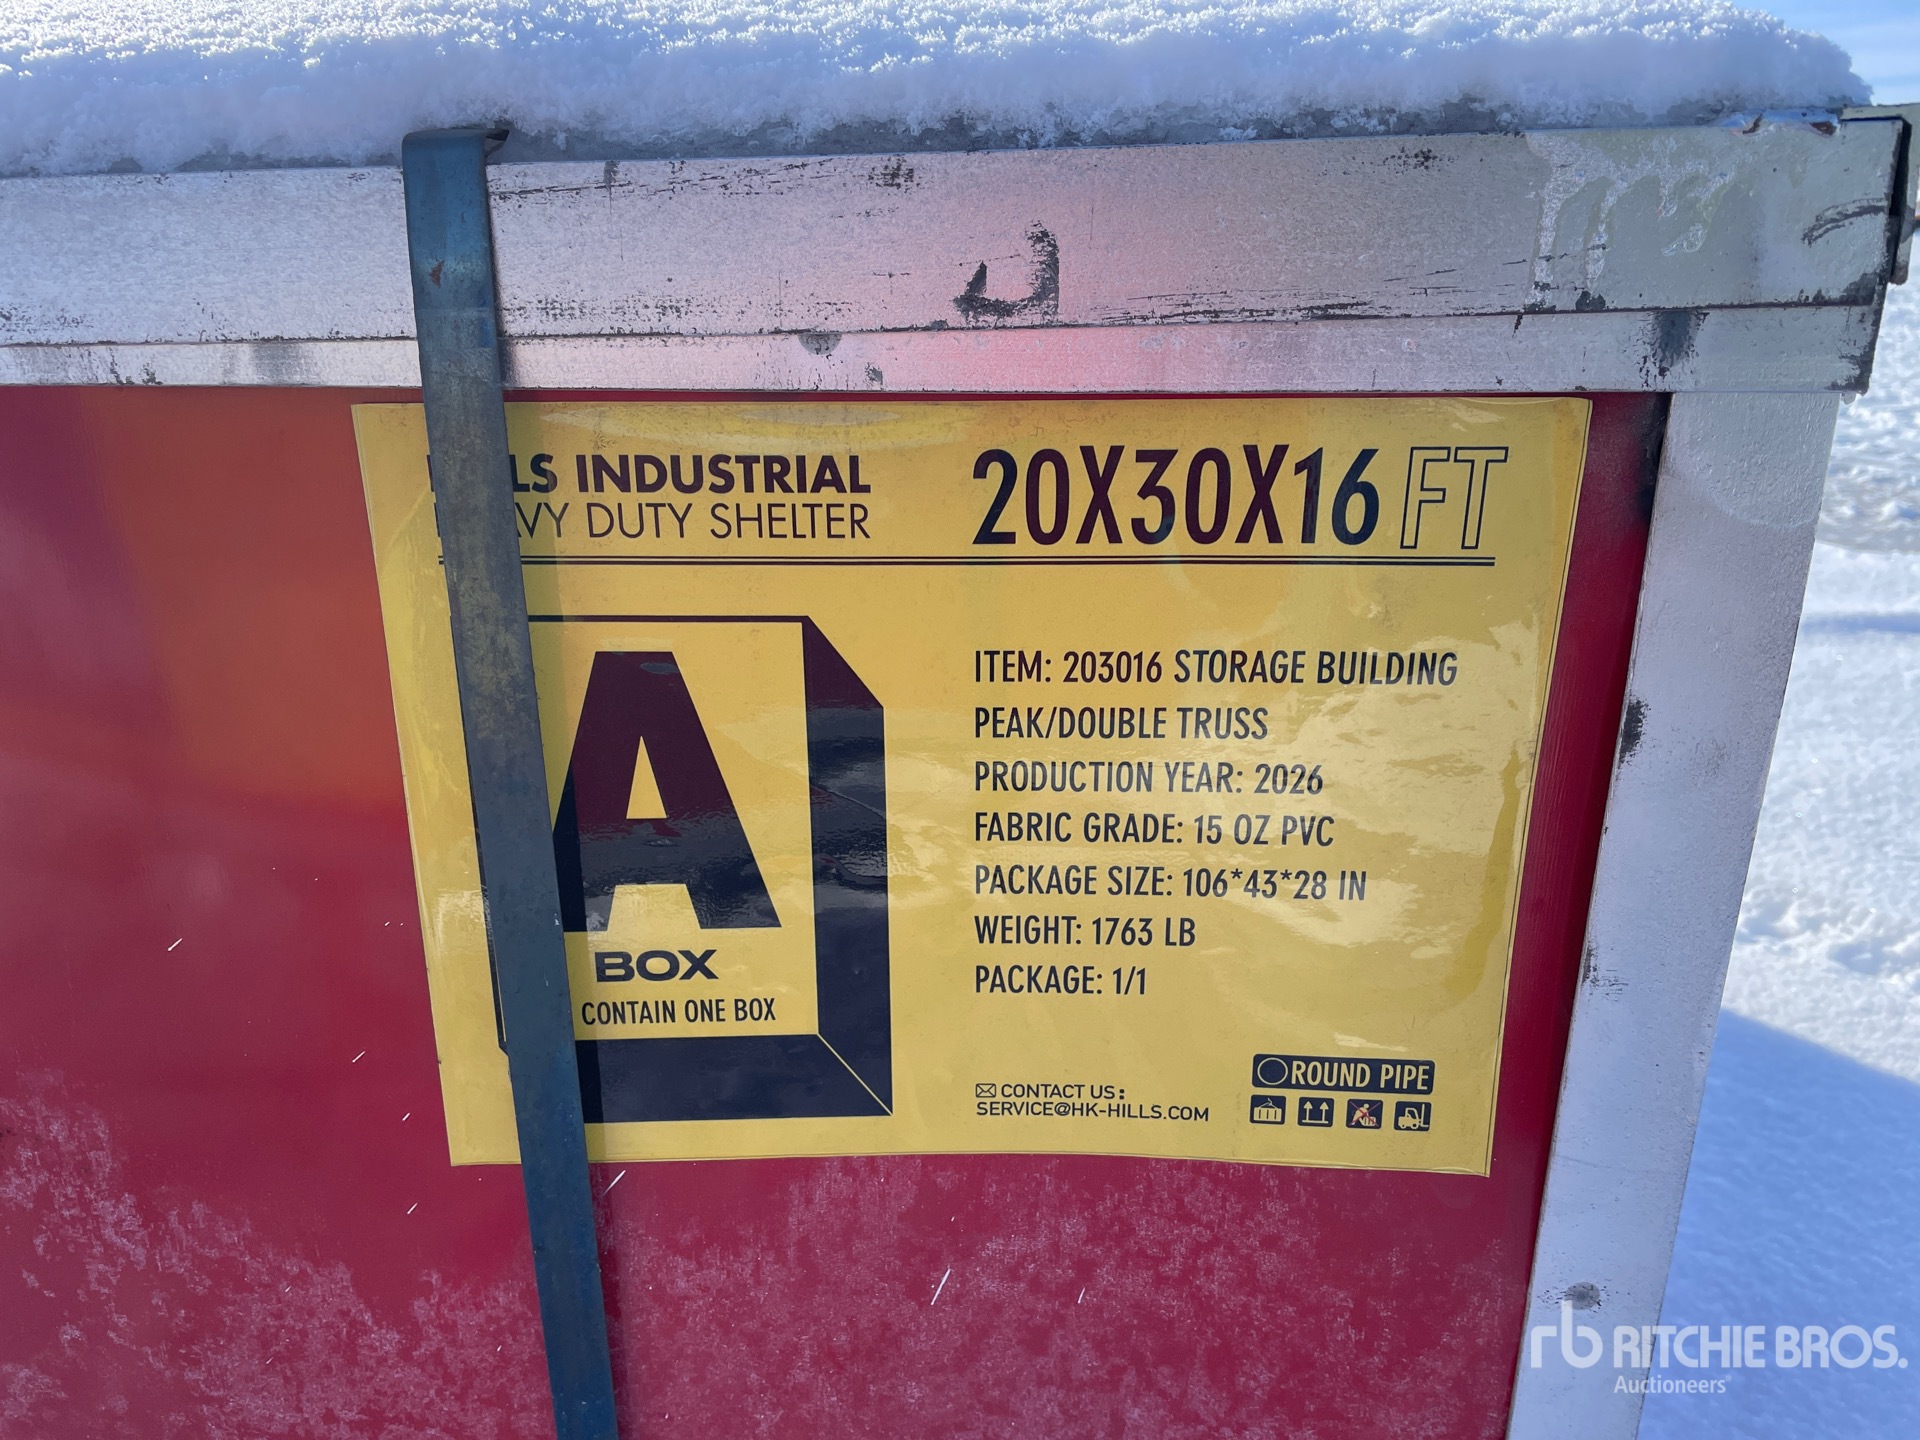 LS INDUSTRIAL
VY DUTY SHELTER
20X30X16 FT
A
BOX
CONTAIN ONE BOX
ITEM: 203016 STORAGE BUILDING
PEAK/DOUBLE TRUSS
PRODUCTION YEAR: 2026
FABRIC GRADE: 15 OZ PVC
PACKAGE SIZE: 106*43*28 IN
WEIGHT: 1763 LB
PACKAGE: 1/1
CONTACT US:
SERVICE@HK-HILLS.COM
ROUND PIPE
rb RITCHIE BROS.
Auctioneers